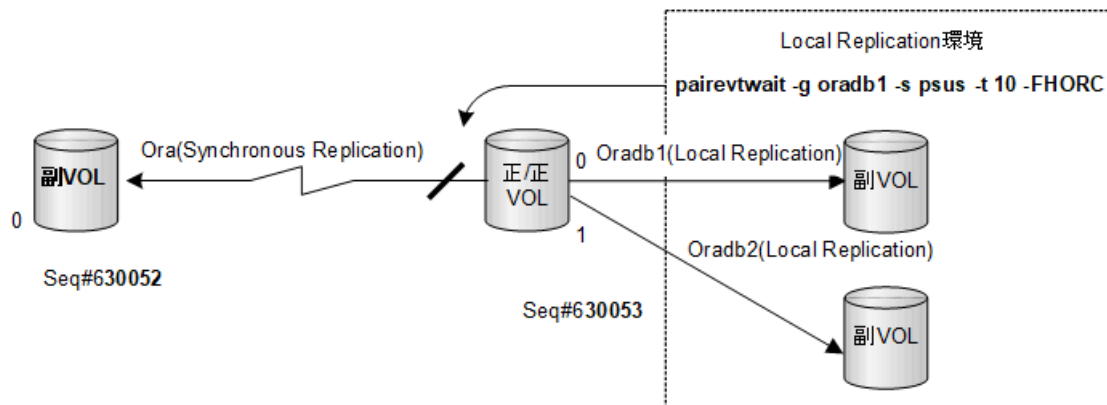 Local Replication環境
pairevtwait -g oradb1 -s psus -t 10 -FHORC
Ora(Synchronous Replication)
副VOL
0
正/正
VOL
0
1
Oradb1(Local Replication)
副VOL
Oradb2(Local Replication)
副VOL
Seq#630052
Seq#630053